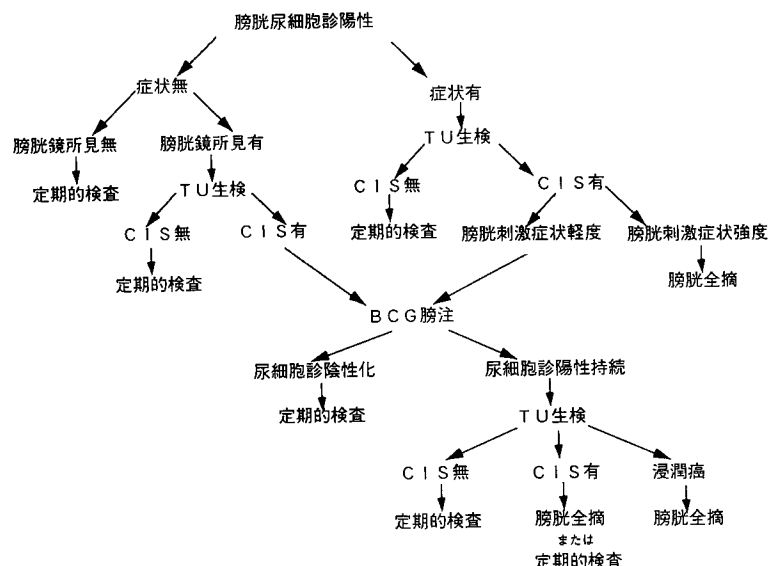 膀胱尿細胞診陽性
症状無
症状有
膀胱鏡所見無
膀胱鏡所見有
TU生検
定期的検査
TU生検
CIS無
CIS有
CIS無
CIS有
定期的検査
膀胱刺激症状軽度
膀胱刺激症状強度
定期的検査
膀胱全摘
BCG膀注
尿細胞診陰性化
尿細胞診陽性持続
定期的検査
TU生検
CIS無
CIS有
浸潤癌
定期的検査
膀胱全摘
膀胱全摘
または
定期的検査